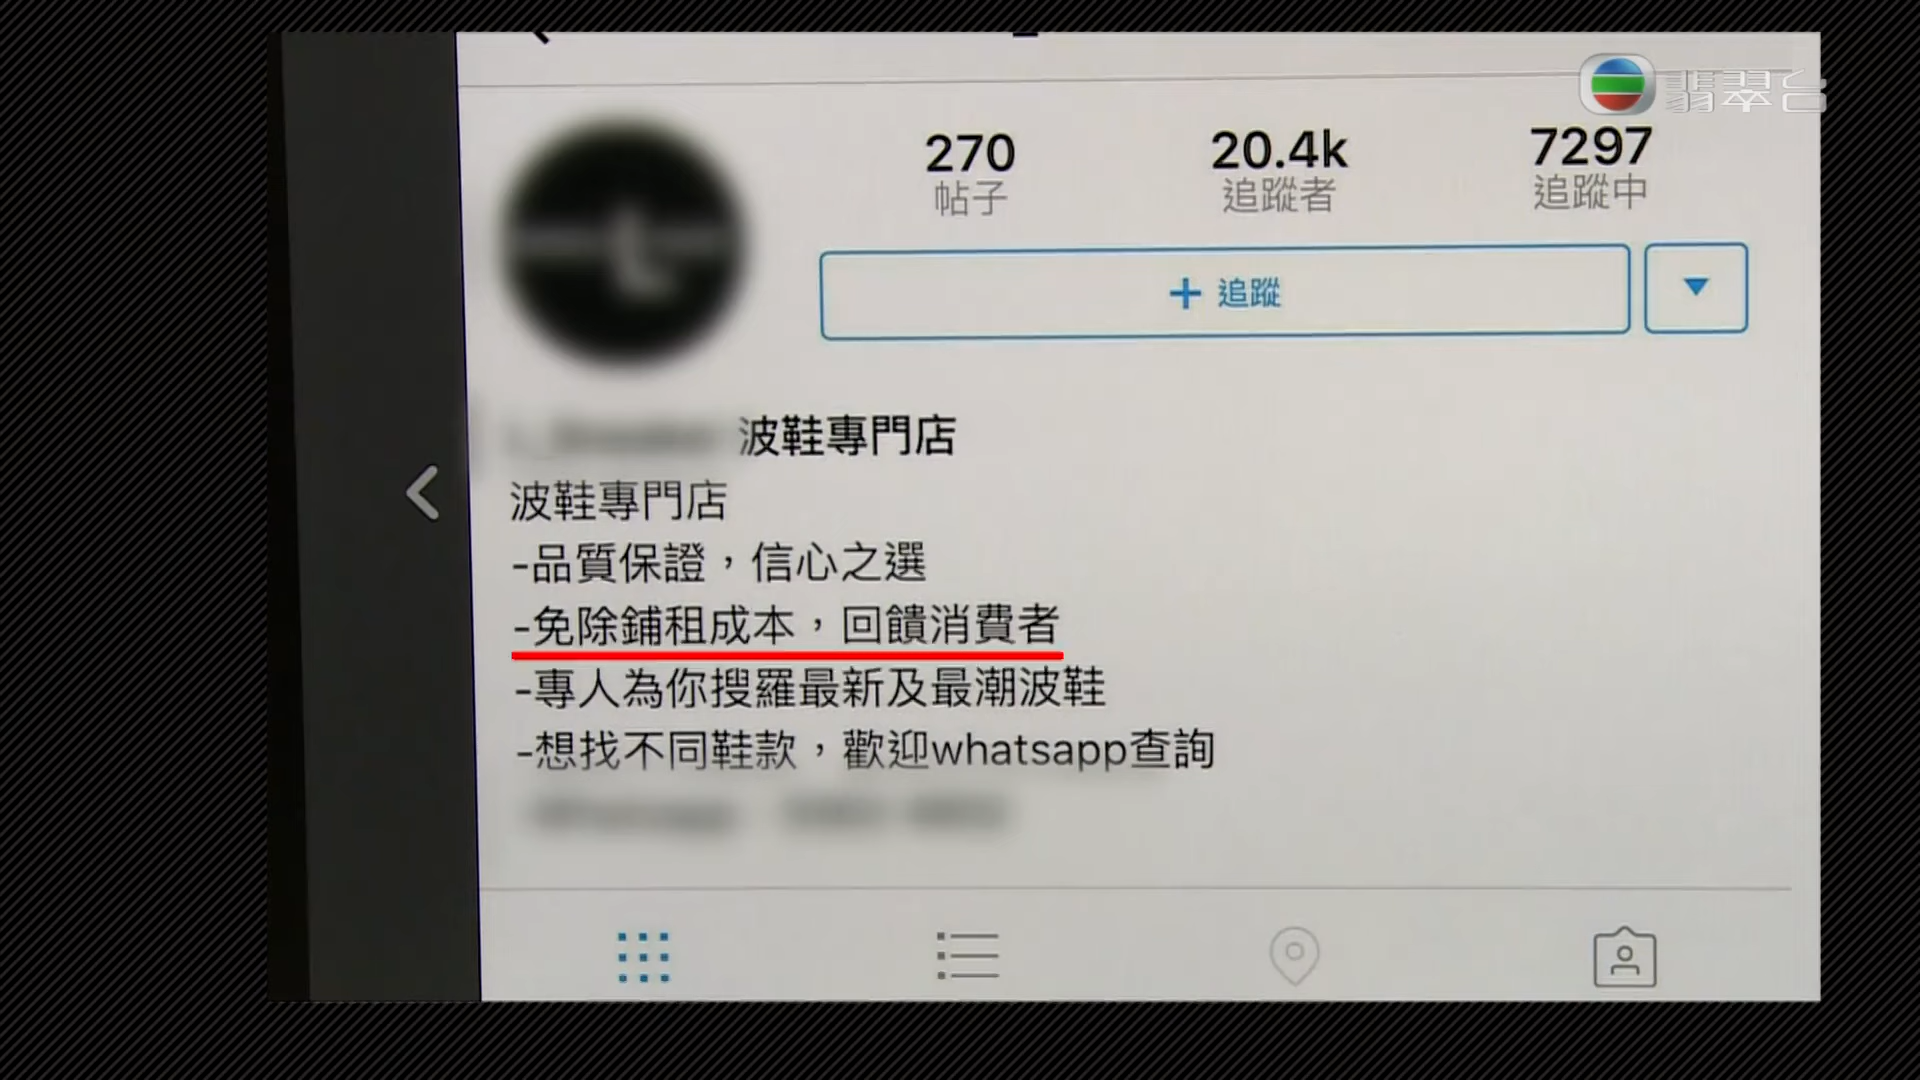 翡翠台
270 20.4k 7297
帖子 追蹤者 追蹤中
+ 追蹤
波鞋專門店
波鞋專門店
-品質保證，信心之選
-免除鋪租成本，回饋消費者
-專人為你搜羅最新及最潮波鞋
-想找不同鞋款，歡迎whatsapp查詢